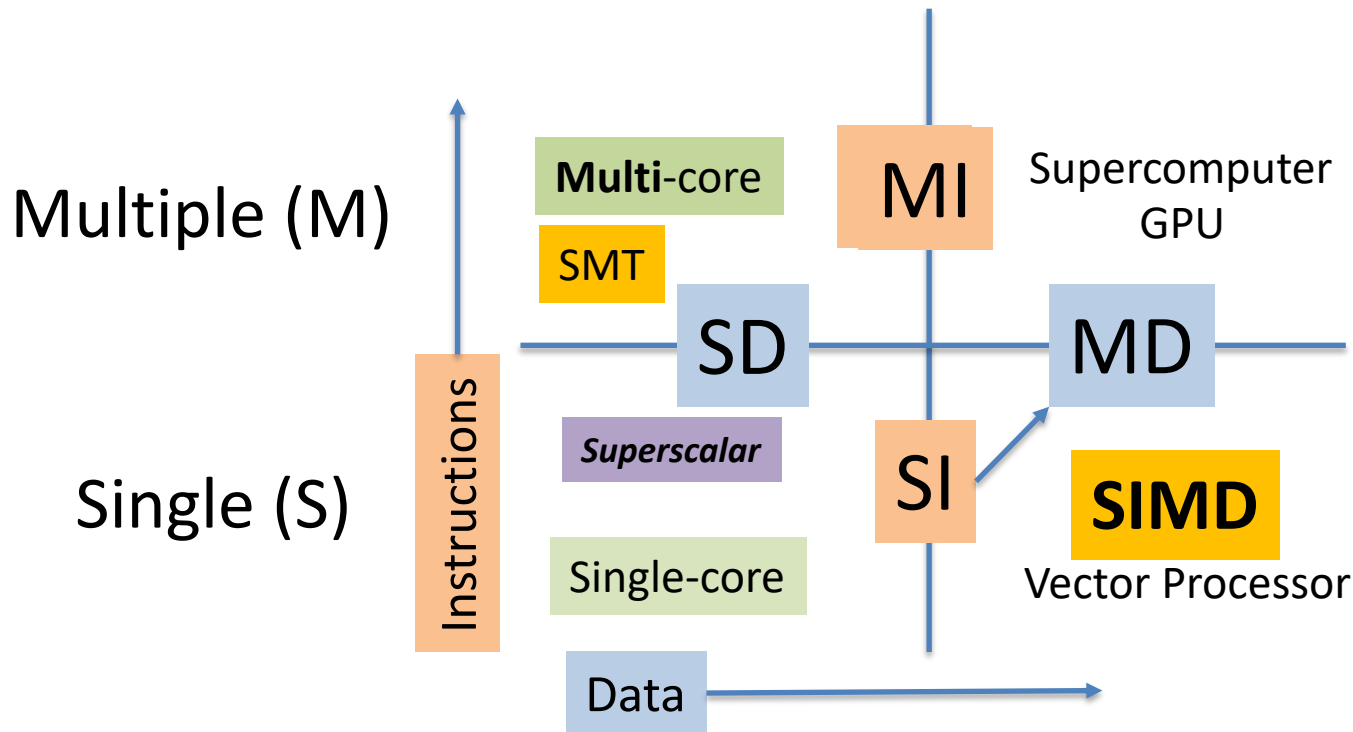 Multiple (M)
Multi-core
SMT
MI
Supercomputer
GPU
SD
MD
Instructions
Single (S)
Superscalar
Single-core
SI
SIMD
Vector Processor
Data